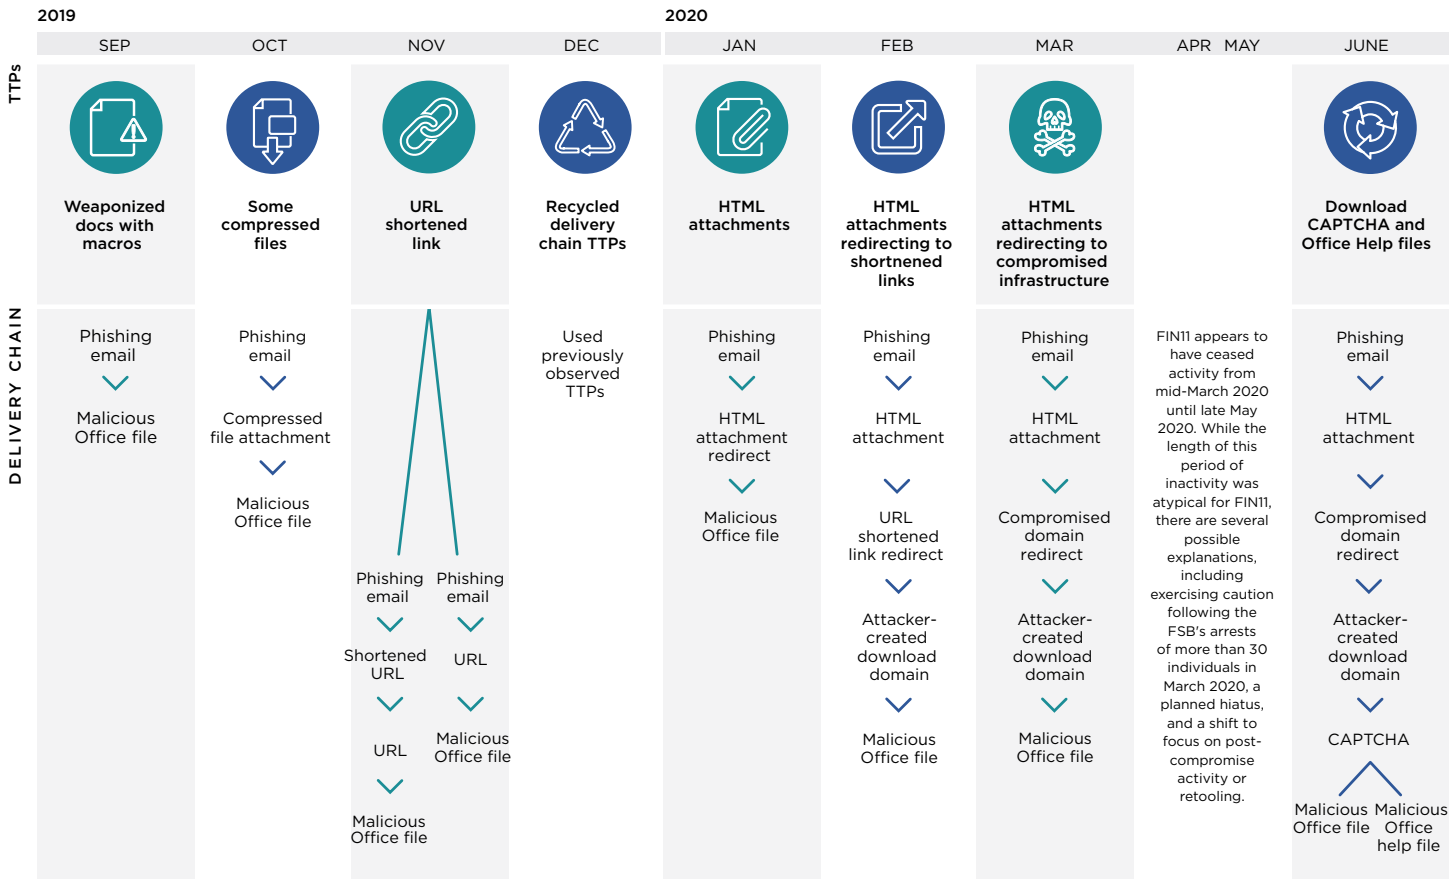 2019
2020
SEP
OCT
NOV
DEC
JAN
FEB
MAR
APR MAY
JUNE
TTPs
Weaponized
docs with
macros
Some
compressed
files
URL
shortened
link
Recycled
delivery
chain TTPs
HTML
attachments
HTML
attachments
redirecting to
shortnened
links
HTML
attachments
redirecting to
compromised
infrastructure
Download
CAPTCHA and
Office Help files
DELIVERY CHAIN
Phishing
email
Malicious
Office file
Phishing
email
Compressed
file attachment
Malicious
Office file
Phishing
email
Shortened
URL
URL
Malicious
Office file
Phishing
email
URL
Malicious
Office file
Used
previously
observed
TTPs
Phishing
email
HTML
attachment
redirect
Malicious
Office file
Phishing
email
HTML
attachment
URL
shortened
link redirect
Attacker-
created
download
domain
Malicious
Office file
Phishing
email
HTML
attachment
Compromised
domain
redirect
Attacker-
created
download
domain
Malicious
Office file
FIN11 appears to
have ceased
activity from
mid-March 2020
until late May
2020. While the
length of this
period of
inactivity was
atypical for FIN11,
there are several
possible
explanations,
including
exercising caution
following the
FSB's arrests
of more than 30
individuals in
March 2020, a
planned hiatus,
and a shift to
focus on post-
compromise
activity or
retooling.
Phishing
email
HTML
attachment
Compromised
domain
redirect
Attacker-
created
download
domain
CAPTCHA
Malicious
Office file
Malicious
Office
help file